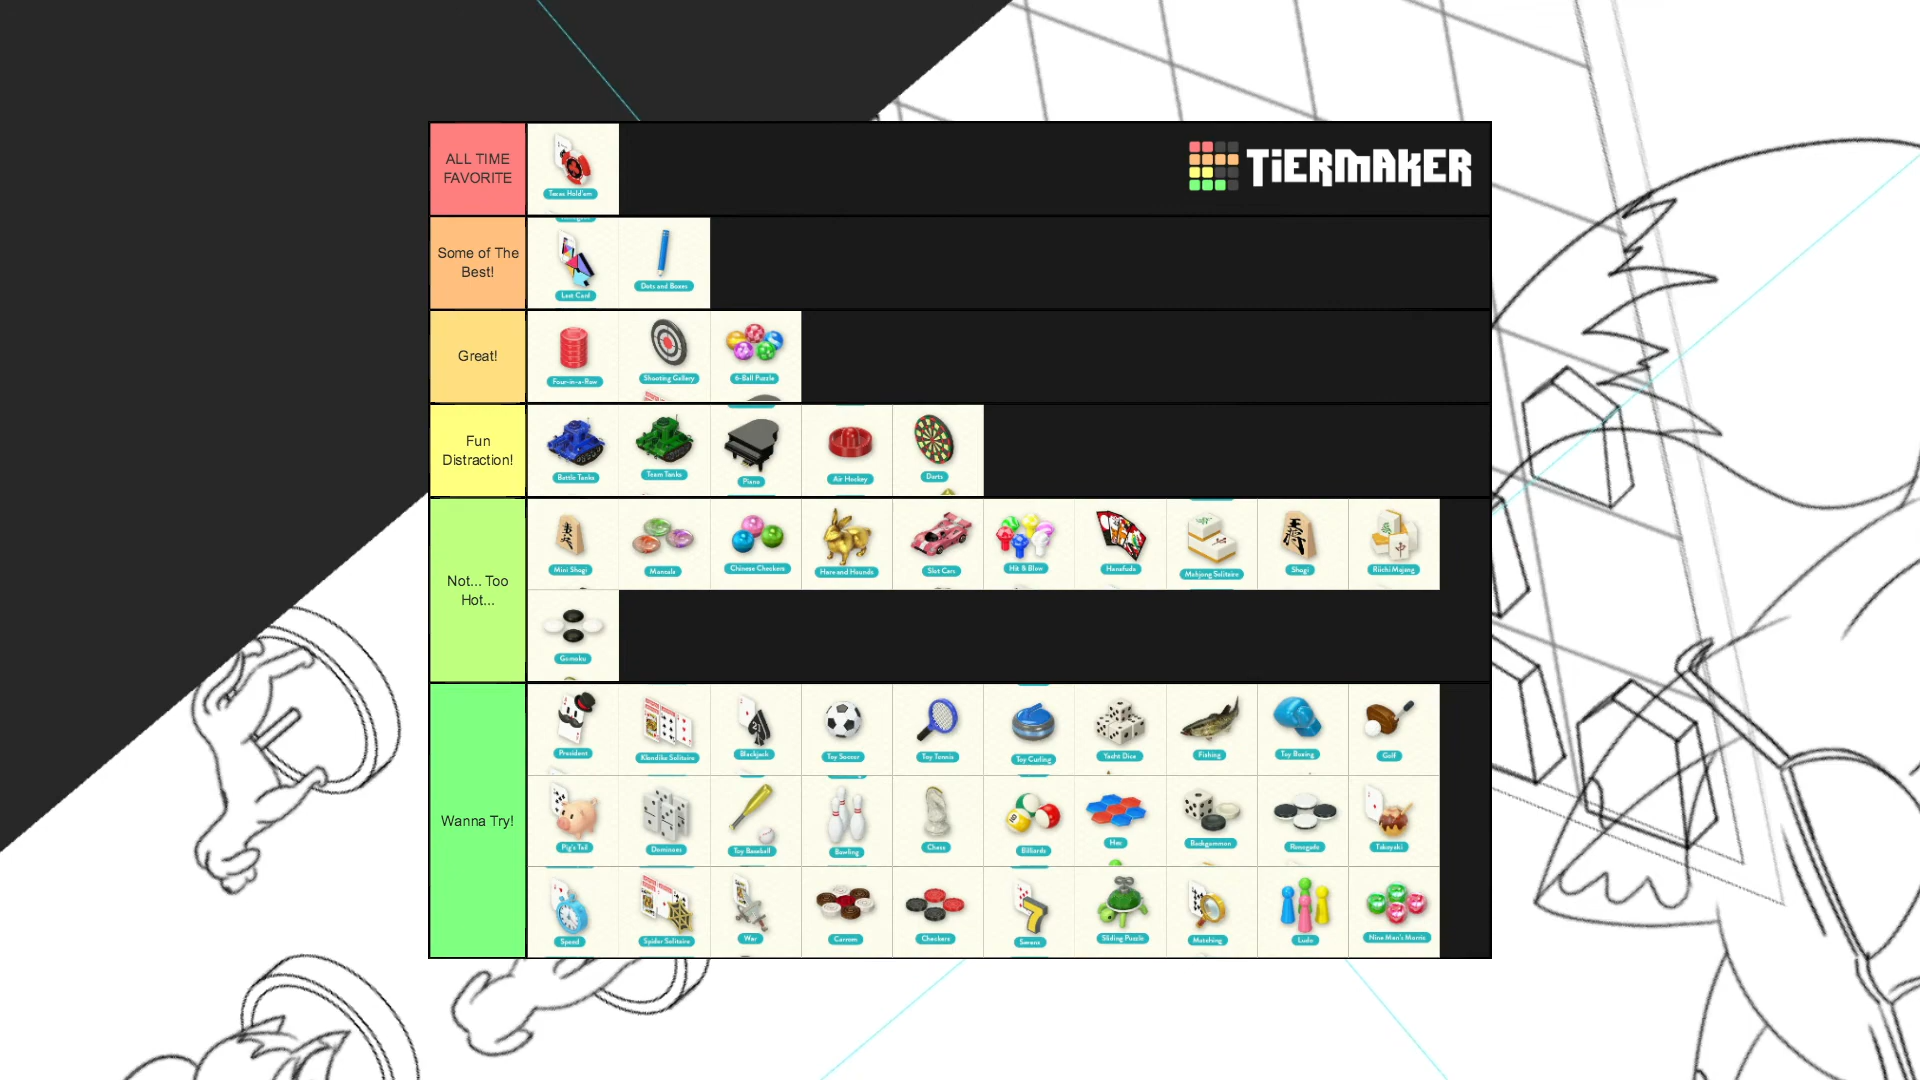 ALL TIME
FAVORITE
Texas Hold'em
TiERMAKER
Some of The
Best!
Last Card
Dots and Boxes
Great!
Four-in-a-Row
Shooting Gallery
6-Ball Puzzle
Fun
Distraction!
Battle Tanks
Team Tanks
Piano
Air Hockey
Darts
Not... Too
Hot...
Mini Shogi
Mancala
Chinese Checkers
Hare and Hounds
Slot Cars
Hit & Blow
Hanafuda
Mahjong Solitaire
Shogi
Riichi Majong
Gomoku
Wanna Try!
President
Klondike Solitaire
Blackjack
Toy Soccer
Toy Tennis
Toy Curling
Yacht Dice
Fishing
Toy Boxing
Golf
Pig's Tail
Dominoes
Toy Baseball
Bowling
Chess
Billiards
Hex
Backgammon
Renegade
Takoyaki
Speed
Spider Solitaire
War
Carrom
Checkers
Sevens
Sliding Puzzle
Matching
Ludo
Nine Men's Morris